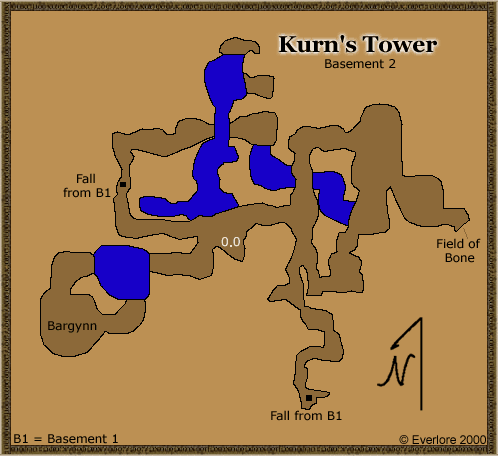 Kurn's Tower
Basement 2
Fall
from B1
0.0
Field of
Bone
Bargynn
N
Fall from B1
B1 = Basement 1
© Everlore 2000